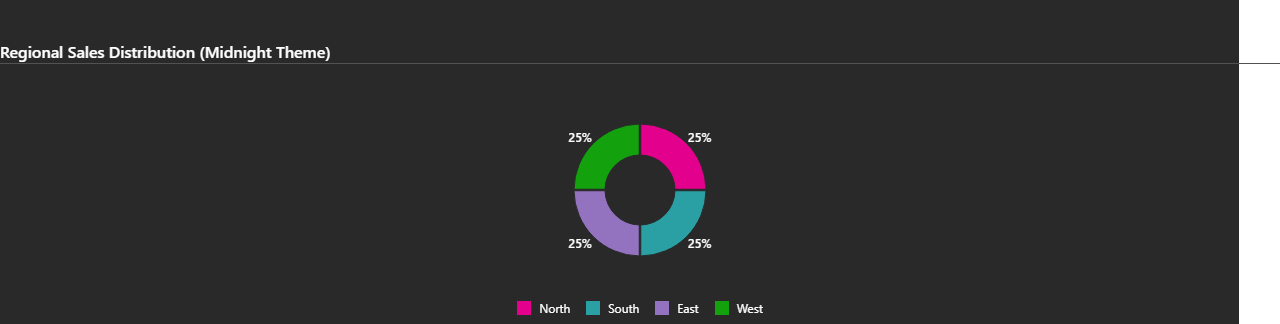 Regional Sales Distribution (Midnight Theme)
25% 25%
25% 25%
North South East West